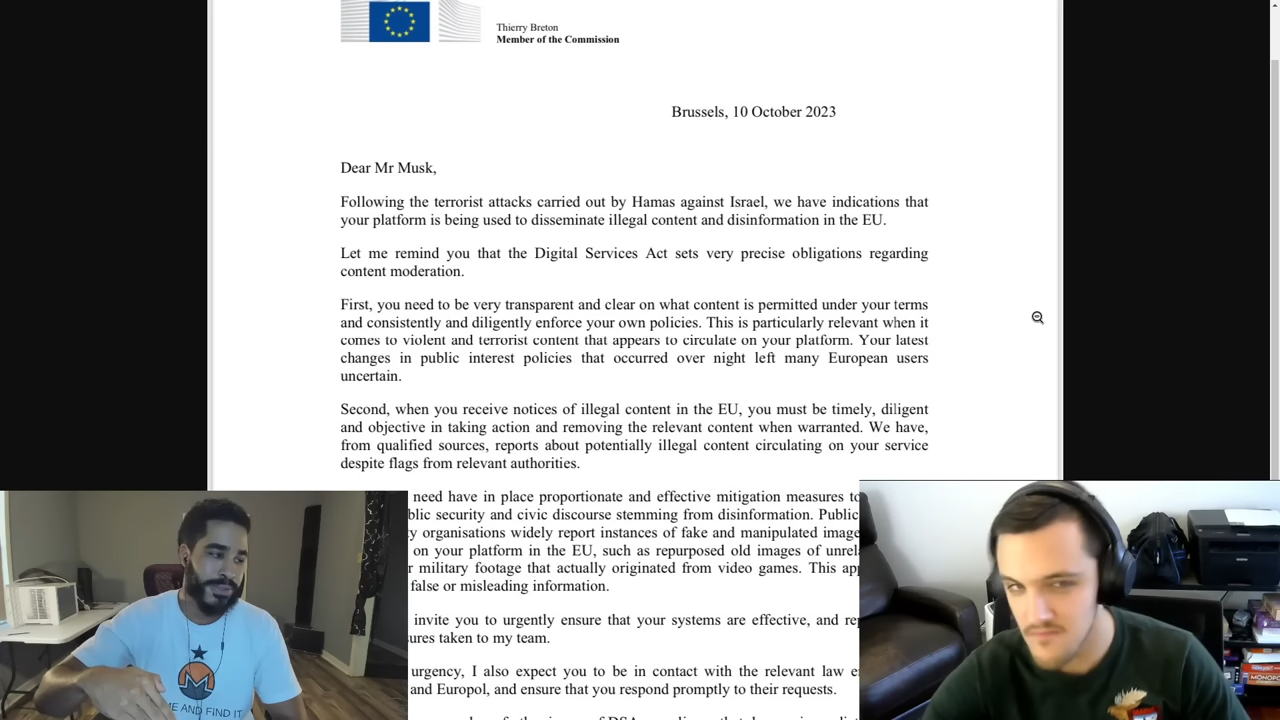 Thierry Breton
Member of the Commission
Brussels, 10 October 2023
Dear Mr Musk,
Following the terrorist attacks carried out by Hamas against Israel, we have indications that
your platform is being used to disseminate illegal content and disinformation in the EU.
Let me remind you that the Digital Services Act sets very precise obligations regarding
content moderation.
First, you need to be very transparent and clear on what content is permitted under your terms
and consistently and diligently enforce your own policies. This is particularly relevant when it
comes to violent and terrorist content that appears to circulate on your platform. Your latest
changes in public interest policies that occurred over night left many European users
uncertain.
Second, when you receive notices of illegal content in the EU, you must be timely, diligent
and objective in taking action and removing the relevant content when warranted. We have,
from qualified sources, reports about potentially illegal content circulating on your service
despite flags from relevant authorities.
need have in place proportionate and effective mitigation measures to
blic security and civic discourse stemming from disinformation. Public
ty organisations widely report instances of fake and manipulated image
on your platform in the EU, such as repurposed old images of unrel
r military footage that actually originated from video games. This app
false or misleading information.
invite you to urgently ensure that your systems are effective, and rep
ures taken to my team.
urgency, I also expect you to be in contact with the relevant law e
and Europol, and ensure that you respond promptly to their requests.
ME AND FIND IT
MONOPO